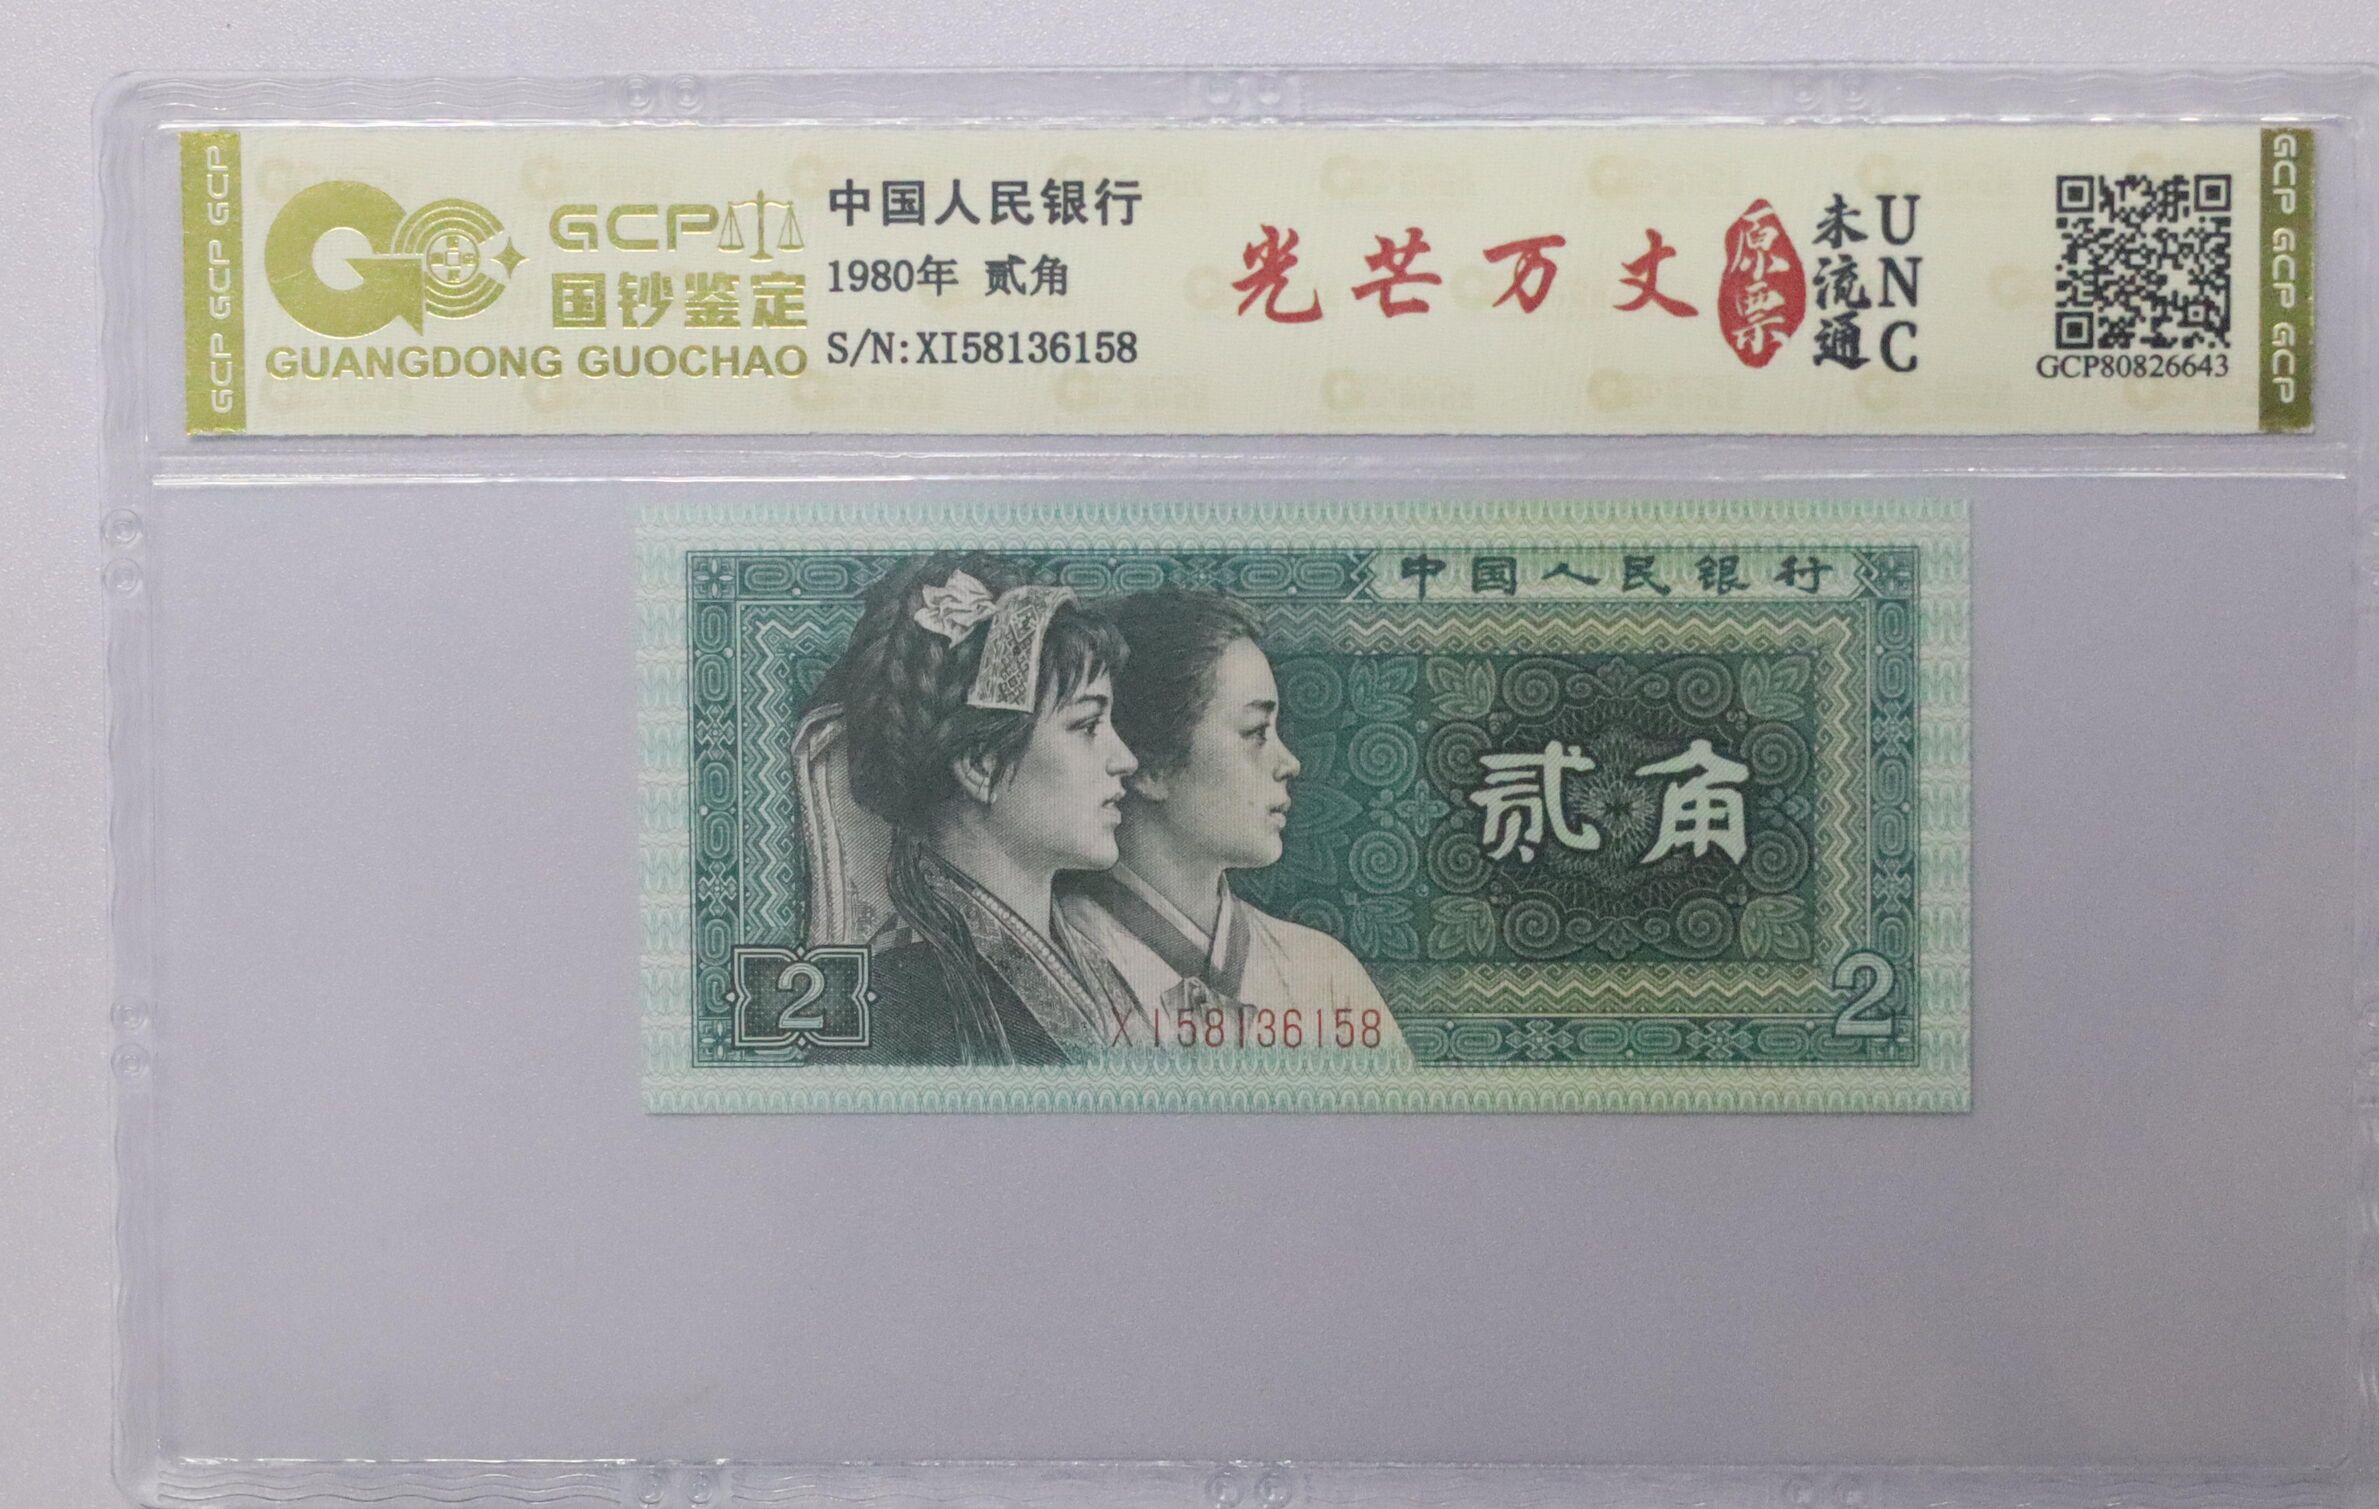 GCP GCP GCP
GCP
国钞鉴定
GUANGDONG GUOCHAO
中国人民银行
1980年 贰角
S/N:XI58136158
光芒万丈
原票
未流通
UNC
GCP80826643
GCP GCP GCP
中国人民银行
贰角
2
XI58136158
2